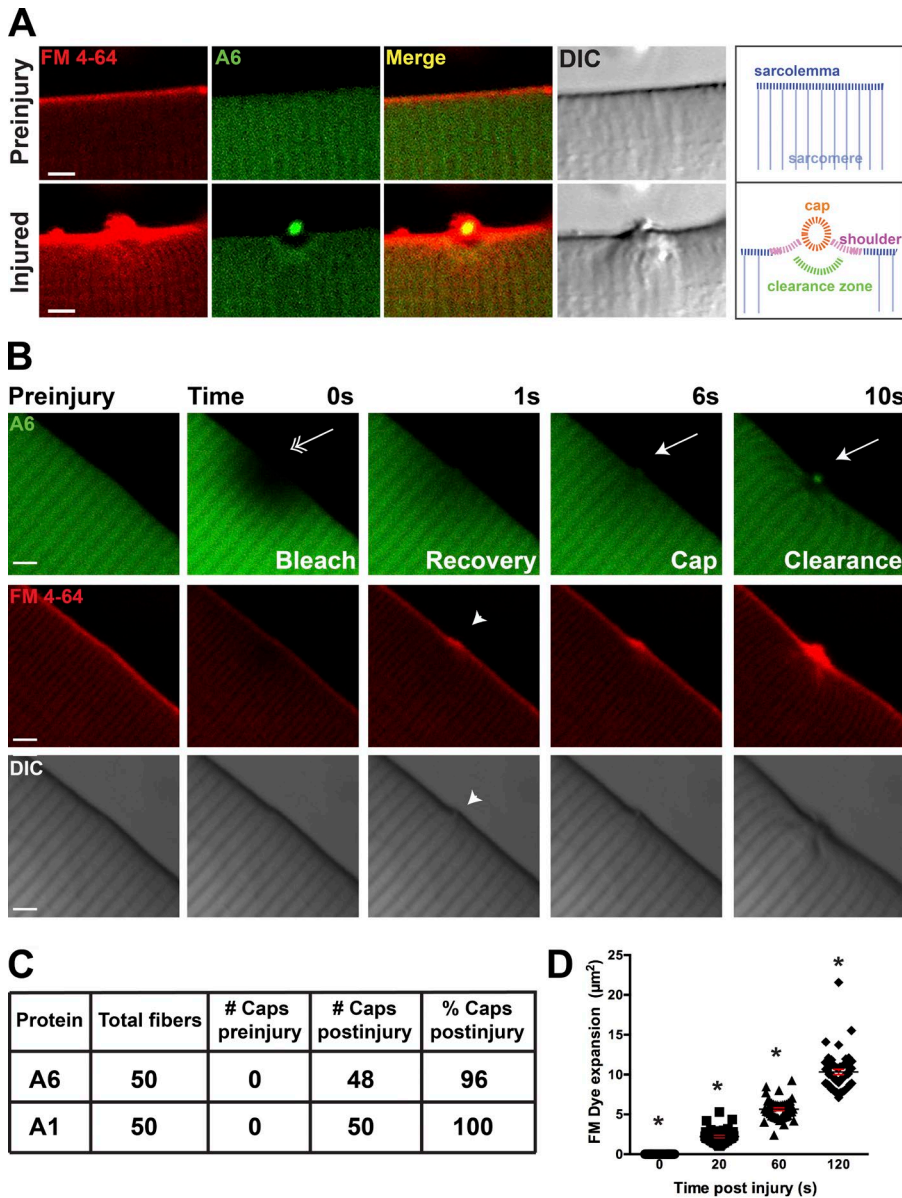 A
Preinjury
FM 4-64
A6
Merge
DIC
sarcolemma
sarcomere
Injured
cap
shoulder
clearance zone
B
Preinjury Time 0s 1s 6s 10s
A6
Bleach
Recovery
Cap
Clearance
FM 4-64
DIC
C
Protein Total fibers # Caps preinjury # Caps postinjury % Caps postinjury
A6 50 0 48 96
A1 50 0 50 100
D
FM Dye expansion (µm²)
25
20
15
10
5
0
* * * *
0 20 60 120
Time post injury (s)